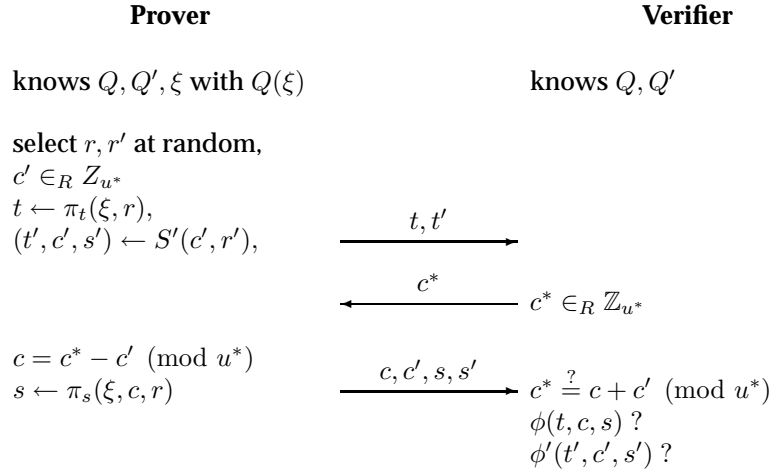 Prover Verifier
knows Q, Q′, ξ with Q(ξ) knows Q, Q′
select r, r′ at random,
c′ ∈_R Z_{u*}
t ← π_t(ξ, r),
(t′, c′, s′) ← S′(c′, r′), t, t′
c* c* ∈_R ℤ_{u*}
c = c* − c′ (mod u*)
s ← π_s(ξ, c, r) c, c′, s, s′ c* ≟ c + c′ (mod u*)
φ(t, c, s) ?
φ′(t′, c′, s′) ?